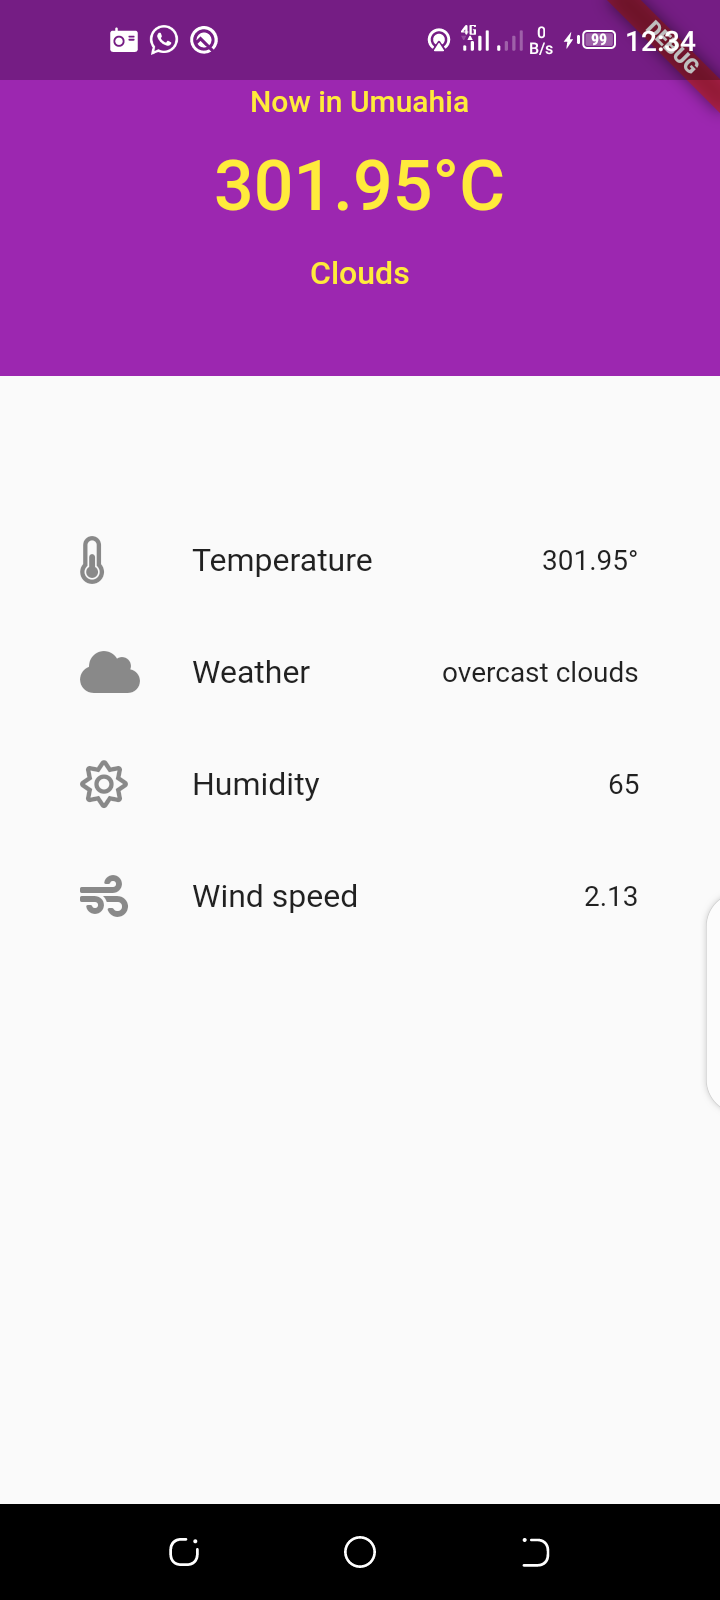 4G 0 B/s 99 12:34
DEBUG
Now in Umuahia
301.95°C
Clouds
Temperature 301.95°
Weather overcast clouds
Humidity 65
Wind speed 2.13